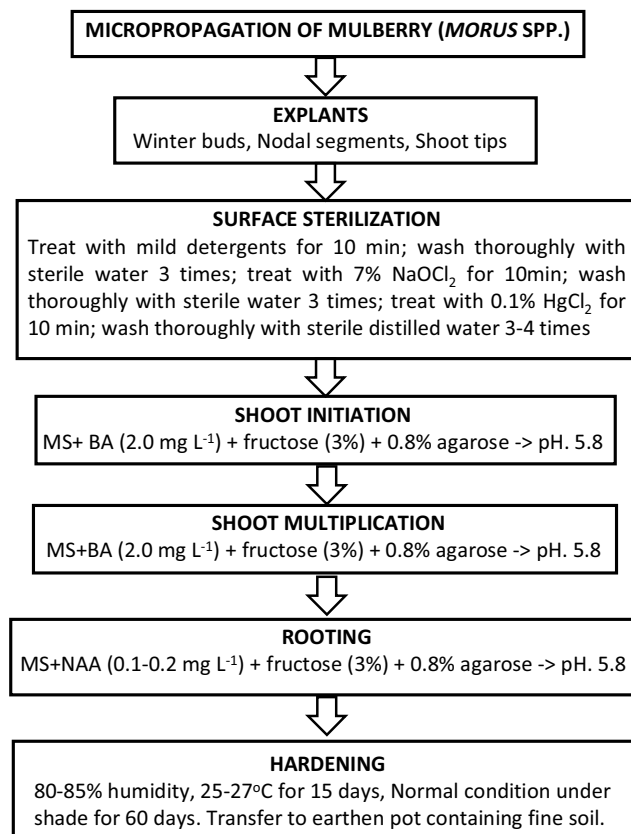 MICROPROPAGATION OF MULBERRY (MORUS SPP.)
EXPLANTS
Winter buds, Nodal segments, Shoot tips
SURFACE STERILIZATION
Treat with mild detergents for 10 min; wash thoroughly with
sterile water 3 times; treat with 7% NaOCl₂ for 10min; wash
thoroughly with sterile water 3 times; treat with 0.1% HgCl₂ for
10 min; wash thoroughly with sterile distilled water 3-4 times
SHOOT INITIATION
MS+ BA (2.0 mg L⁻¹) + fructose (3%) + 0.8% agarose -> pH. 5.8
SHOOT MULTIPLICATION
MS+BA (2.0 mg L⁻¹) + fructose (3%) + 0.8% agarose -> pH. 5.8
ROOTING
MS+NAA (0.1-0.2 mg L⁻¹) + fructose (3%) + 0.8% agarose -> pH. 5.8
HARDENING
80-85% humidity, 25-27°C for 15 days, Normal condition under
shade for 60 days. Transfer to earthen pot containing fine soil.